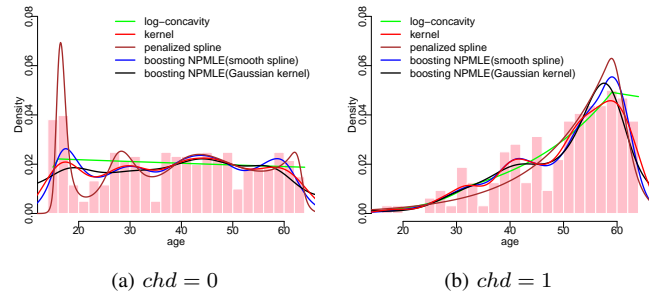 log−concavity
kernel
penalized spline
boosting NPMLE(smooth spline)
boosting NPMLE(Gaussian kernel)
Density
0.00 0.02 0.04 0.06 0.08
20 30 40 50 60
age
(a) chd = 0
log−concavity
kernel
penalized spline
boosting NPMLE(smooth spline)
boosting NPMLE(Gaussian kernel)
Density
0.00 0.02 0.04 0.06 0.08
20 30 40 50 60
age
(b) chd = 1